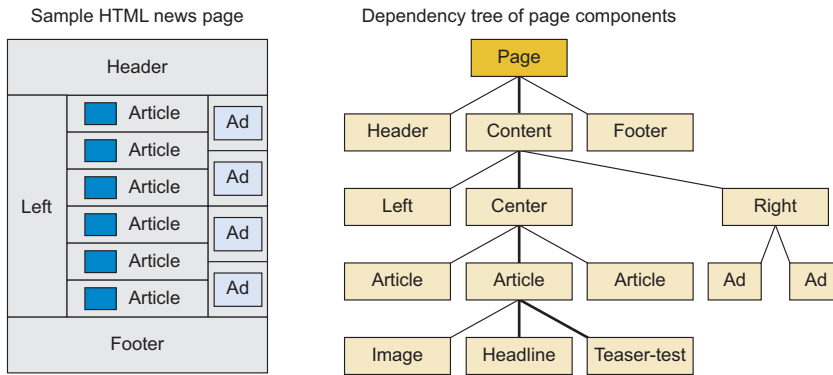 Sample HTML news page
Header
Left
Article
Article
Article
Article
Article
Article
Ad
Ad
Ad
Ad
Footer
Dependency tree of page components
Page
Header Content Footer
Left Center Right
Article Article Article Ad Ad
Image Headline Teaser-test